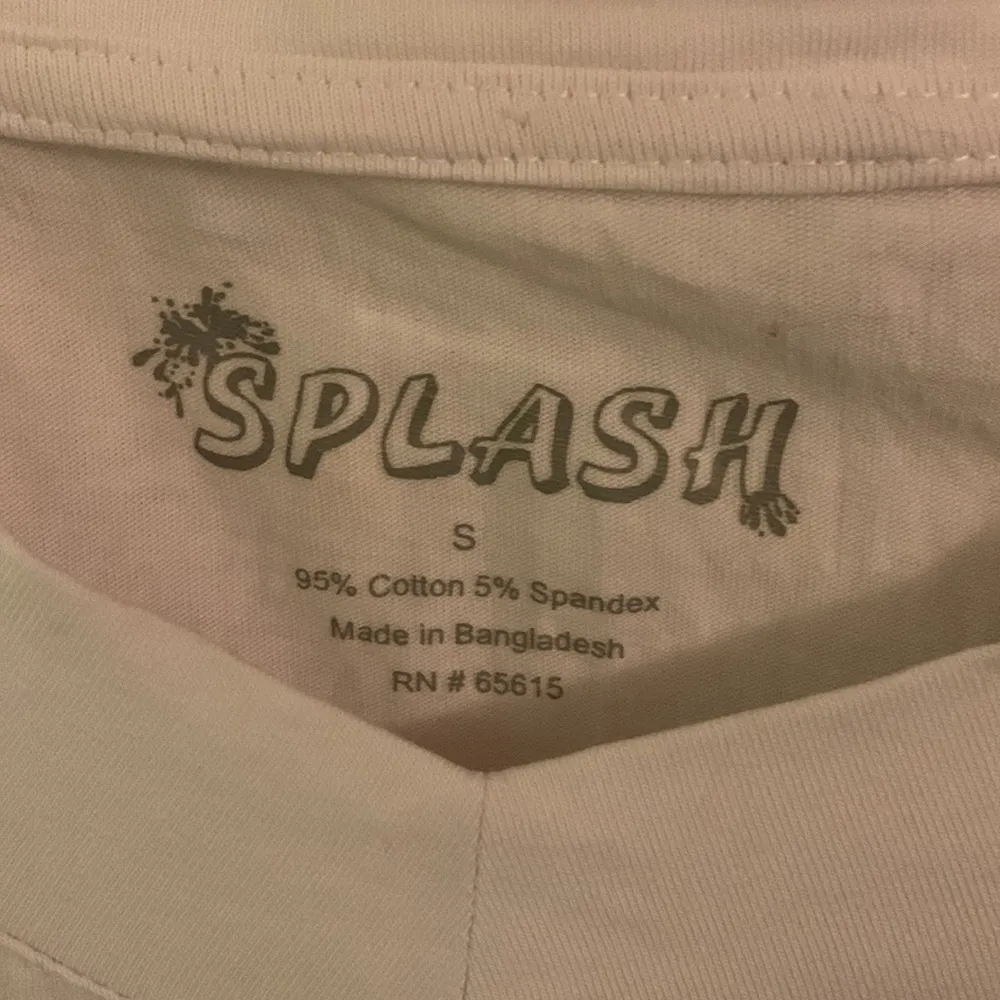 SPLASH
S
95% Cotton 5% Spandex
Made in Bangladesh
RN # 65615